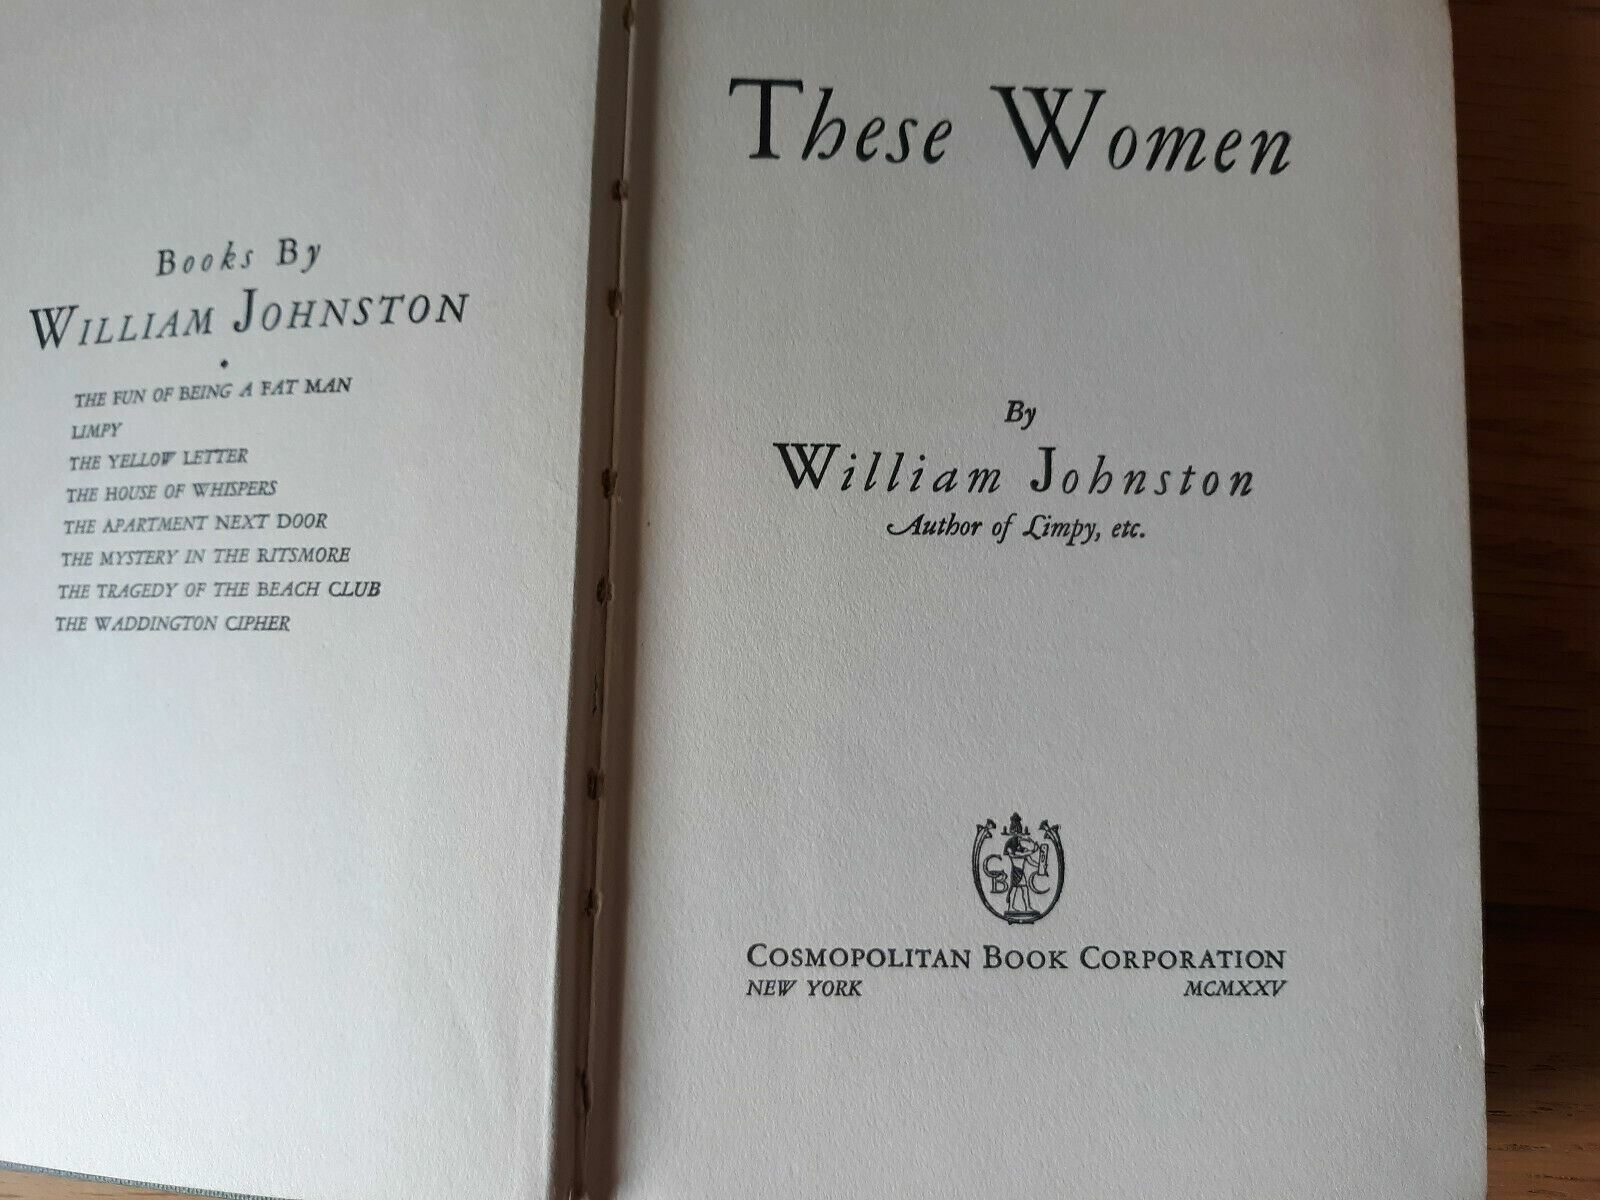 Books By
WILLIAM JOHNSTON
THE FUN OF BEING A FAT MAN
LIMPY
THE YELLOW LETTER
THE HOUSE OF WHISPERS
THE APARTMENT NEXT DOOR
THE MYSTERY IN THE RITSMORE
THE TRAGEDY OF THE BEACH CLUB
THE WADDINGTON CIPHER
These Women
By
William Johnston
Author of Limpy, etc.
C
B C
COSMOPOLITAN BOOK CORPORATION
NEW YORK MCMXXV